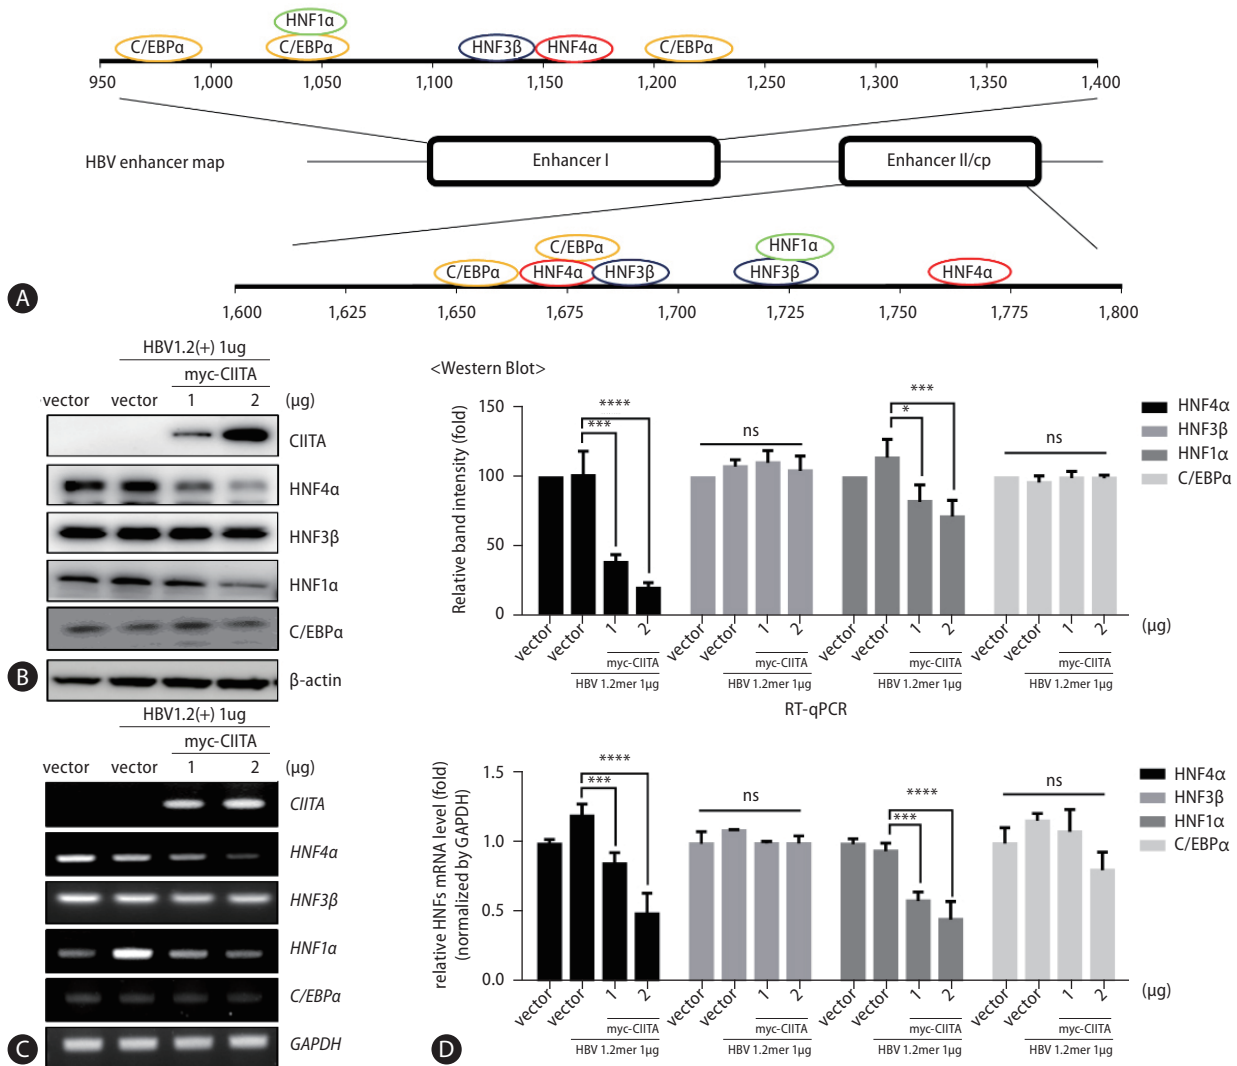 HNF1α
C/EBPα C/EBPα HNF3β HNF4α C/EBPα
950 1,000 1,050 1,100 1,150 1,200 1,250 1,300 1,350 1,400
HBV enhancer map Enhancer I Enhancer II/cp
C/EBPα HNF1α
C/EBPα HNF4α HNF3β HNF3β HNF4α
1,600 1,625 1,650 1,675 1,700 1,725 1,750 1,775 1,800
A
HBV1.2(+) 1ug
myc-CIITA
vector vector 1 2 (μg)
CIITA
HNF4α
HNF3β
HNF1α
C/EBPα
β-actin
B
<Western Blot>
Relative band intensity (fold)
150
100
50
0
*** ****
ns
* ***
ns
HNF4α
HNF3β
HNF1α
C/EBPα
vector vector 1 2 vector vector 1 2 vector vector 1 2 vector vector 1 2 (μg)
myc-CIITA myc-CIITA myc-CIITA myc-CIITA
HBV 1.2mer 1μg HBV 1.2mer 1μg HBV 1.2mer 1μg HBV 1.2mer 1μg
HBV1.2(+) 1ug
myc-CIITA
vector vector 1 2 (μg)
CIITA
HNF4α
HNF3β
HNF1α
C/EBPα
GAPDH
C
RT-qPCR
relative HNFs mRNA level (fold)
(normalized by GAPDH)
1.5
1.0
0.5
0.0
*** ****
ns
*** ****
ns
HNF4α
HNF3β
HNF1α
C/EBPα
vector vector 1 2 vector vector 1 2 vector vector 1 2 vector vector 1 2 (μg)
myc-CIITA myc-CIITA myc-CIITA myc-CIITA
HBV 1.2mer 1μg HBV 1.2mer 1μg HBV 1.2mer 1μg HBV 1.2mer 1μg
D